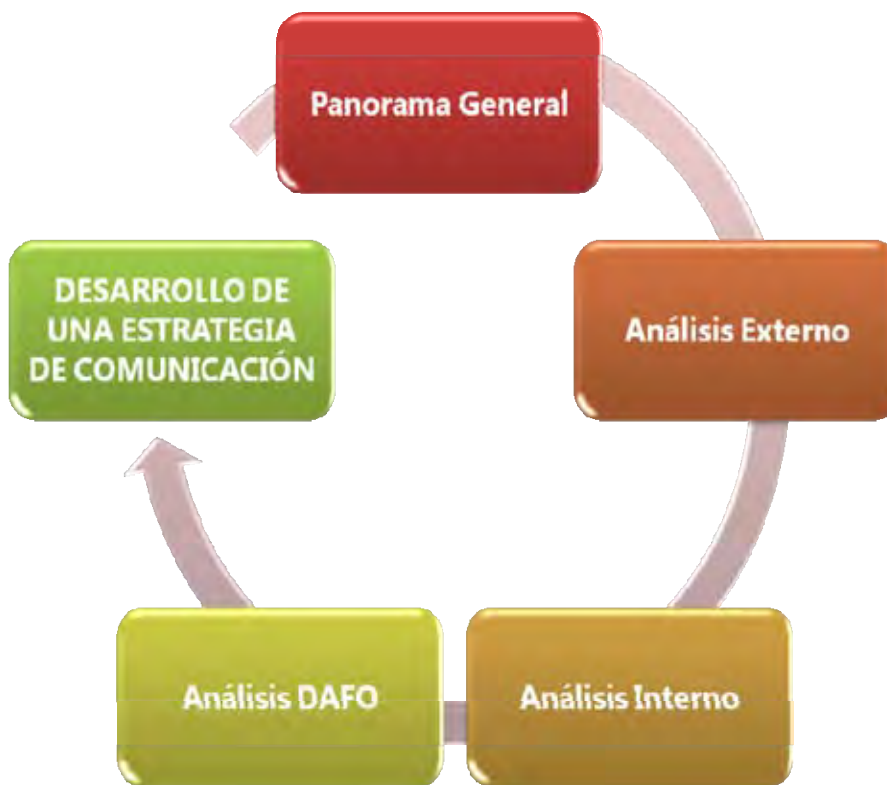 Panorama General
Análisis Externo
Análisis Interno
Análisis DAFO
DESARROLLO DE
UNA ESTRATEGIA
DE COMUNICACIÓN